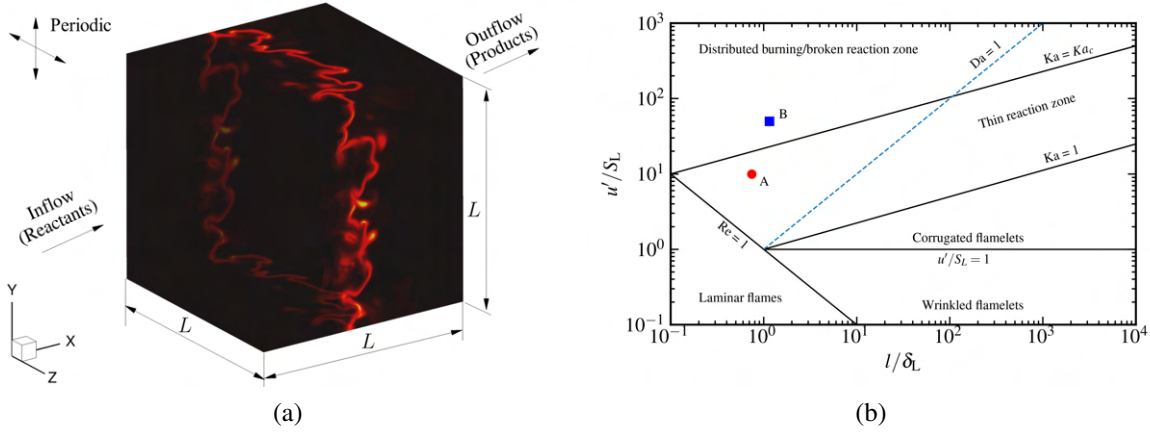 Periodic
Outflow
(Products)
Inflow
(Reactants)
L
L
L
Y
X
Z
(a)
10³
10²
10¹
10⁰
10⁻¹
u′/S_L
Distributed burning/broken reaction zone
Da = 1
Ka = Ka_c
B
Thin reaction zone
A
Ka = 1
Re = 1
Corrugated flamelets
u′/S_L = 1
Laminar flames
Wrinkled flamelets
10⁻¹ 10⁰ 10¹ 10² 10³ 10⁴
l/δ_L
(b)